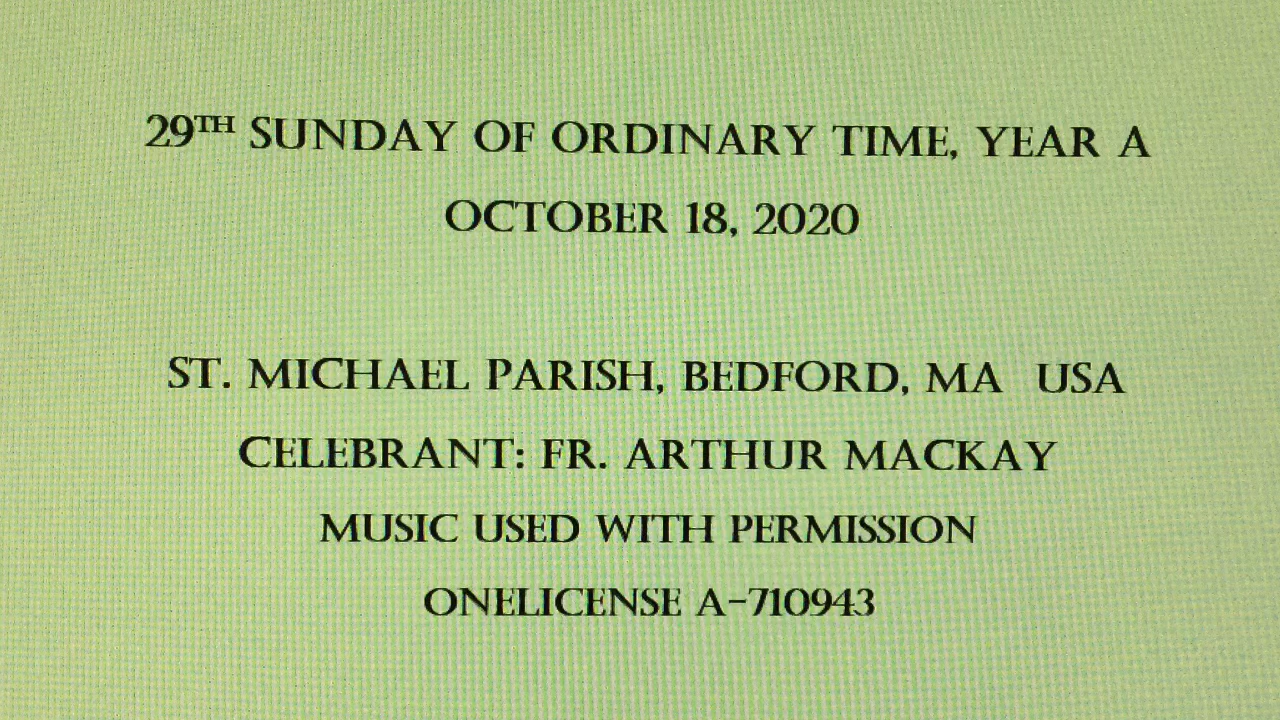 29TH SUNDAY OF ORDINARY TIME, YEAR A
OCTOBER 18, 2020
ST. MICHAEL PARISH, BEDFORD, MA USA
CELEBRANT: FR. ARTHUR MACKAY
MUSIC USED WITH PERMISSION
ONELICENSE A-710943